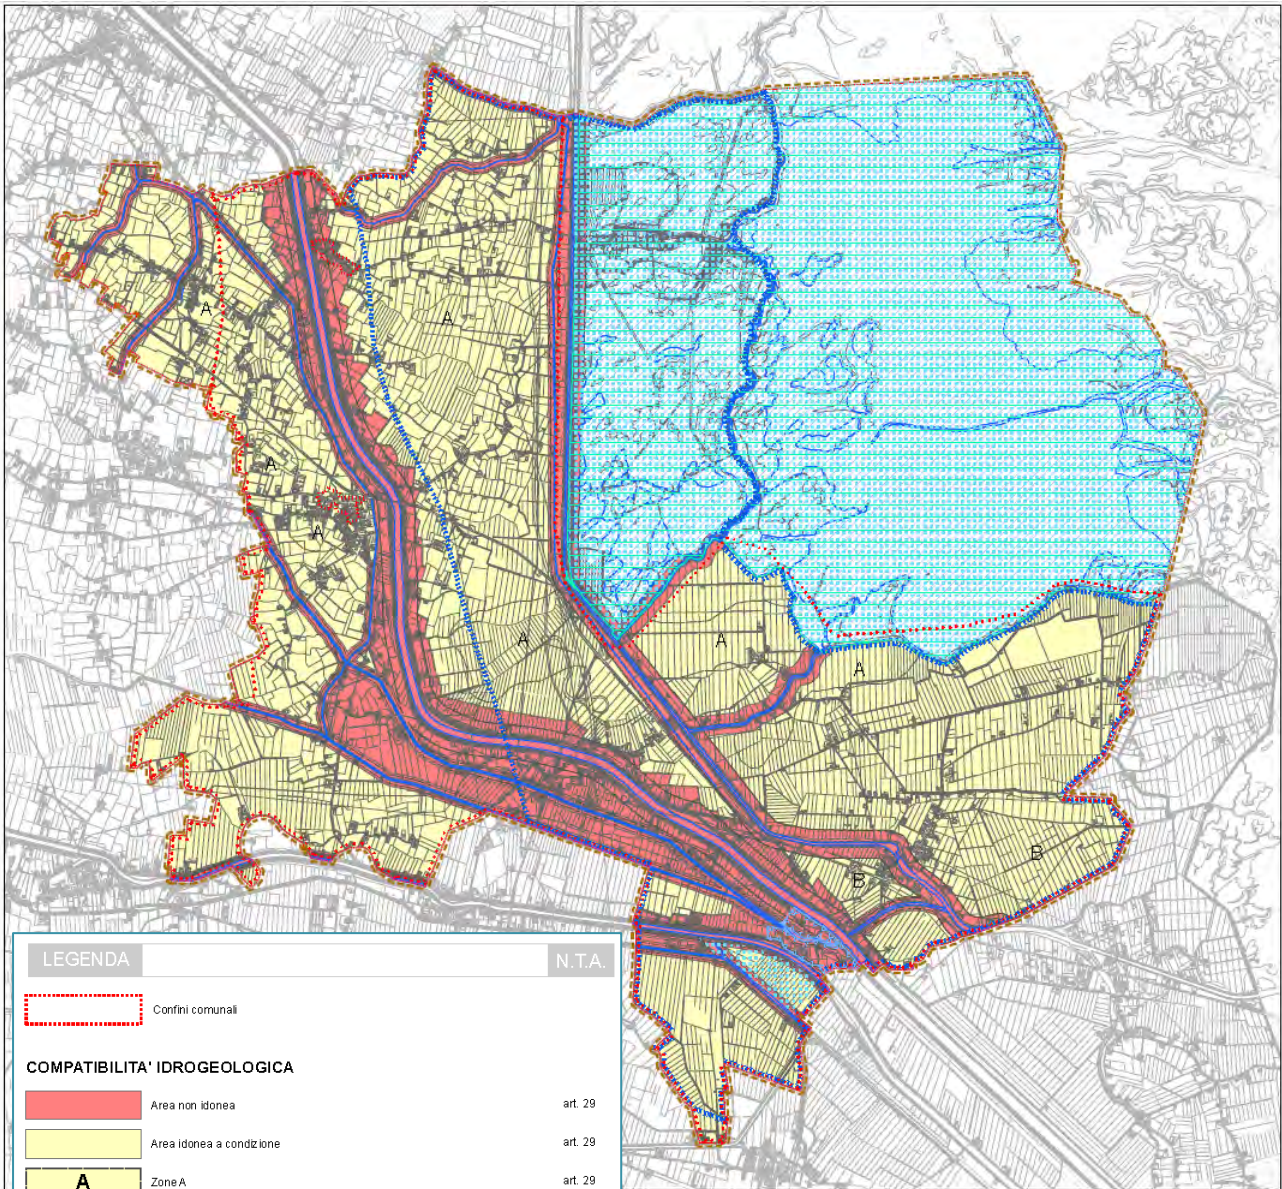 A
A
A
A
A
A
A
B
B
LEGENDA N.T.A.
Confini comunali
COMPATIBILITA' IDROGEOLOGICA
Area non idonea art. 29
Area idonea a condizione art. 29
A Zone A art. 29